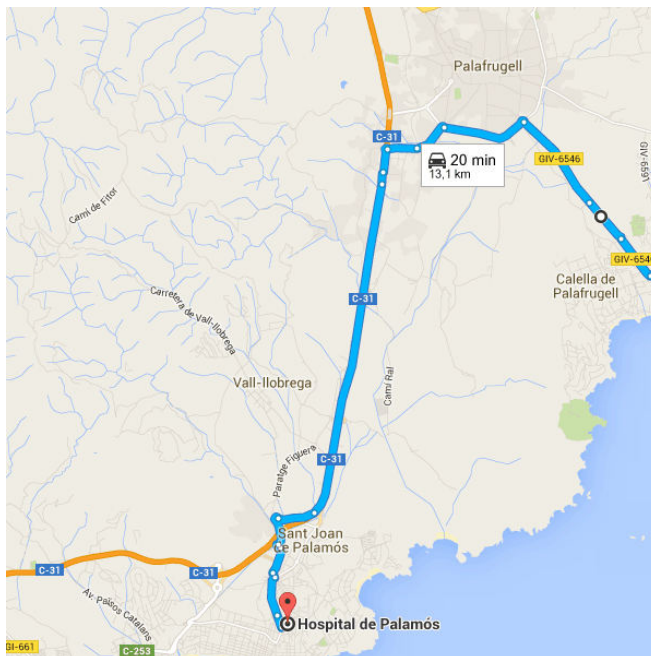 Palafrugell
C-31
20 min
13,1 km
GIV-6546
GIV-6591
Camí de Fitor
GIV-6546
Calella de
Palafrugell
Carretera de Vall-llobrega
C-31
Vall-llobrega
Camí Ral
Paratge Figuera
C-31
Sant Joan
de Palamós
C-31
C-31
Av. Països Catalans
Hospital de Palamós
GI-661
C-253